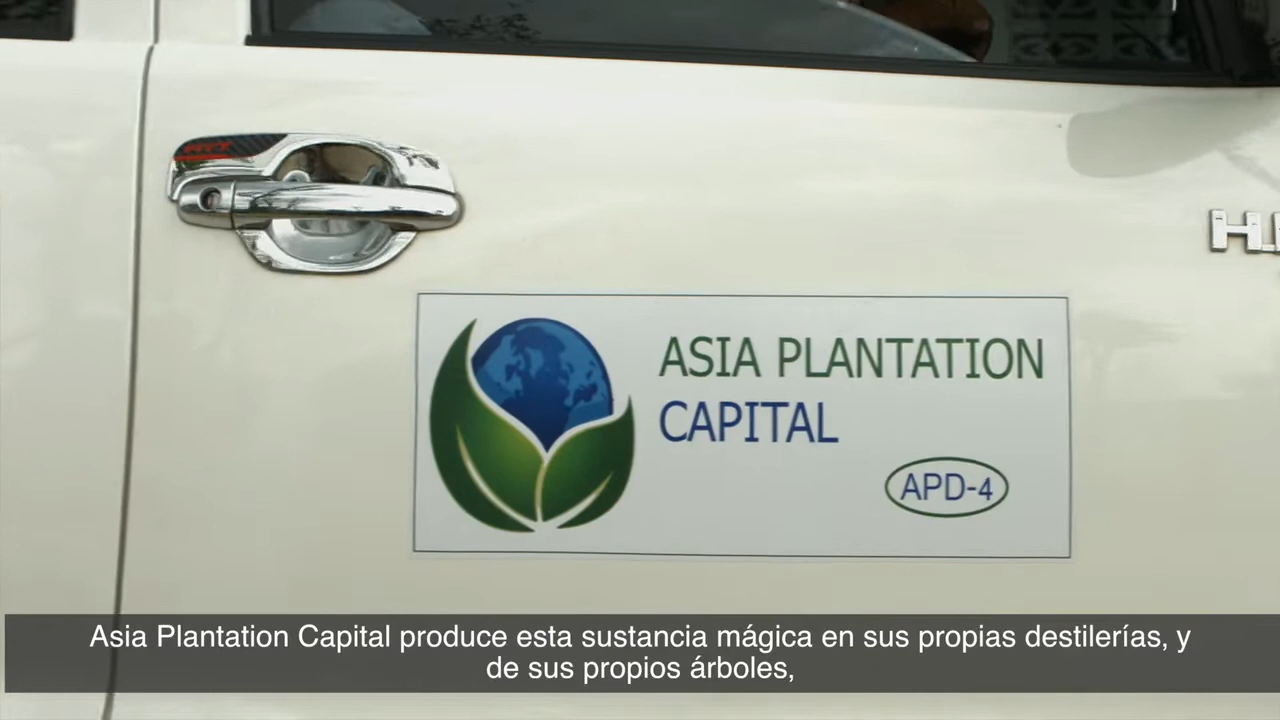 ASIA PLANTATION
CAPITAL
APD-4
Asia Plantation Capital produce esta sustancia mágica en sus propias destilerías, y
de sus propios árboles,